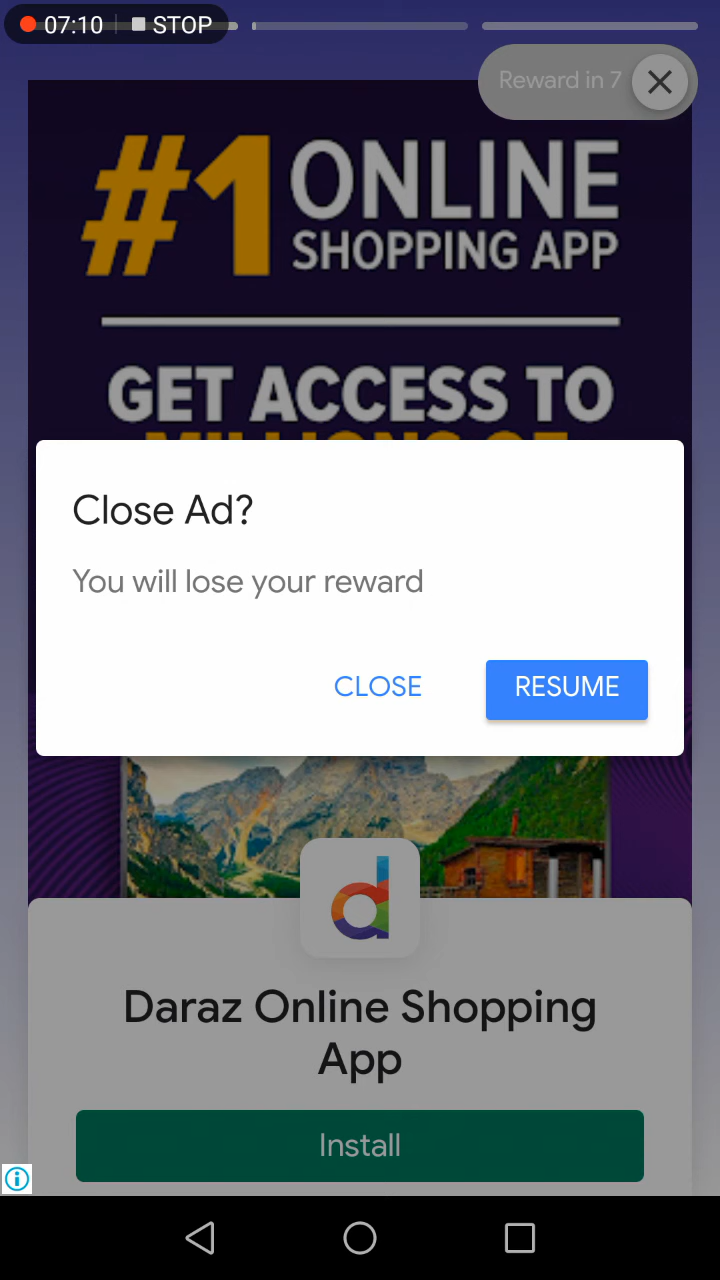 07:10 STOP
Reward in 7
#1 ONLINE
SHOPPING APP
GET ACCESS TO
Close Ad?
You will lose your reward
CLOSE RESUME
Daraz Online Shopping
App
Install